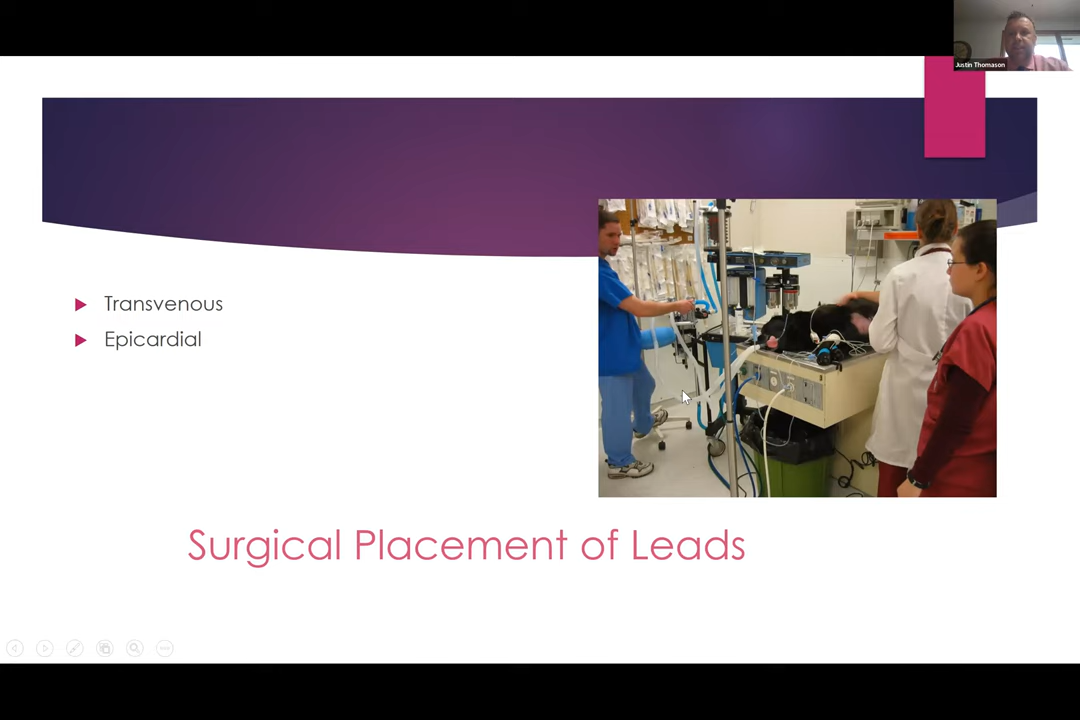 Justin Thomason
Transvenous
Epicardial
Surgical Placement of Leads